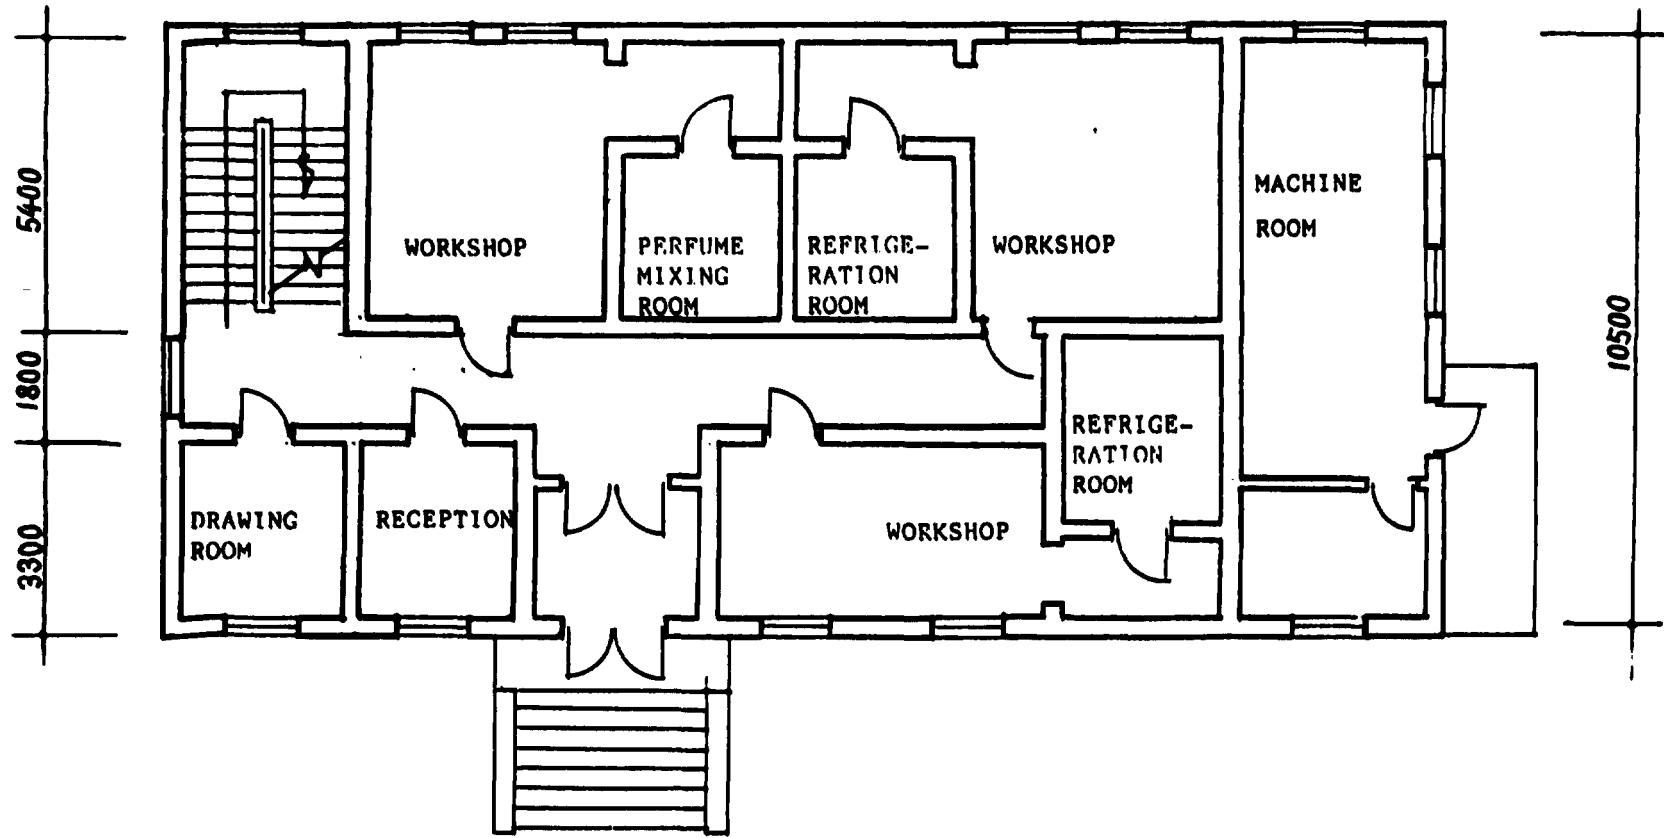 5400
1800
3300
WORKSHOP
PERFUME
MIXING
ROOM
REFRIGE-
RATION
ROOM
WORKSHOP
MACHINE
ROOM
10500
REFRIGE-
RATION
ROOM
DRAWING
ROOM
RECEPTION
WORKSHOP